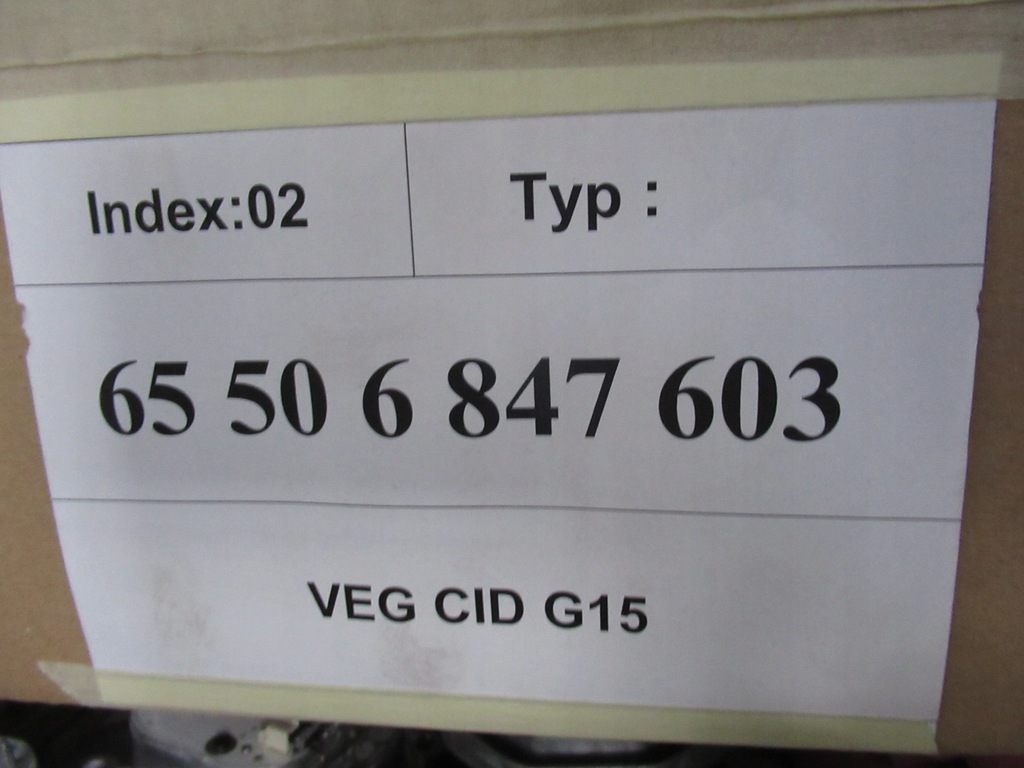 Index:02 Typ :
65 50 6 847 603
VEG CID G15